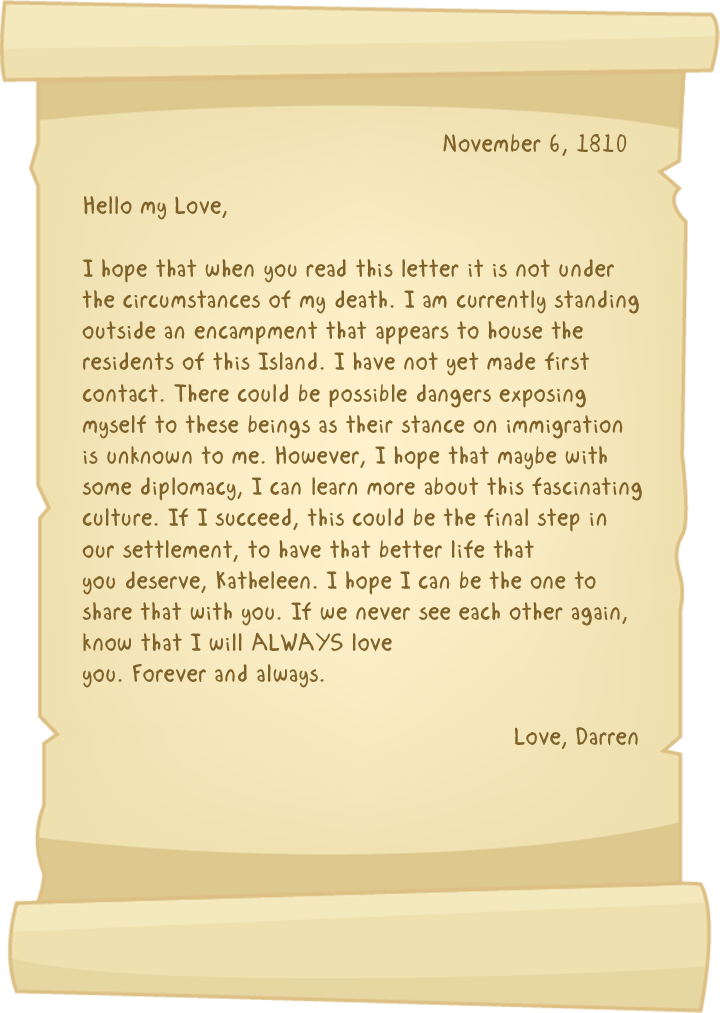 November 6, 1810
Hello my Love,
I hope that when you read this letter it is not under
the circumstances of my death. I am currently standing
outside an encampment that appears to house the
residents of this Island. I have not yet made first
contact. There could be possible dangers exposing
myself to these beings as their stance on immigration
is unknown to me. However, I hope that maybe with
some diplomacy, I can learn more about this fascinating
culture. If I succeed, this could be the final step in
our settlement, to have that better life that
you deserve, Katheleen. I hope I can be the one to
share that with you. If we never see each other again,
know that I will ALWAYS love
you. Forever and always.
Love, Darren